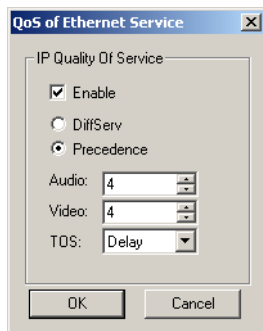 QoS of Ethernet Service
IP Quality Of Service
Enable
DiffServ
Precedence
Audio: 4
Video: 4
TOS: Delay
OK Cancel